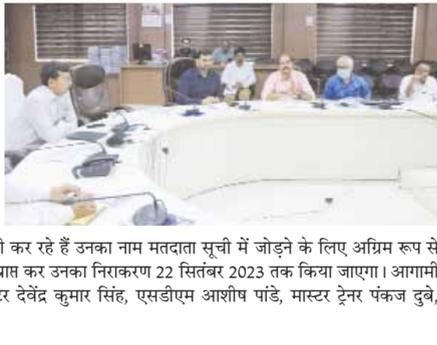 कर रहे हैं उनका नाम मतदाता सूची में जोड़ने के लिए अग्रिम रूप से
कर उनका निराकरण 22 सितंबर 2023 तक किया जाएगा। आगामी
देवेंद्र कुमार सिंह, एसडीएम आशीष पांडे, मास्टर ट्रेनर पंकज दुबे,